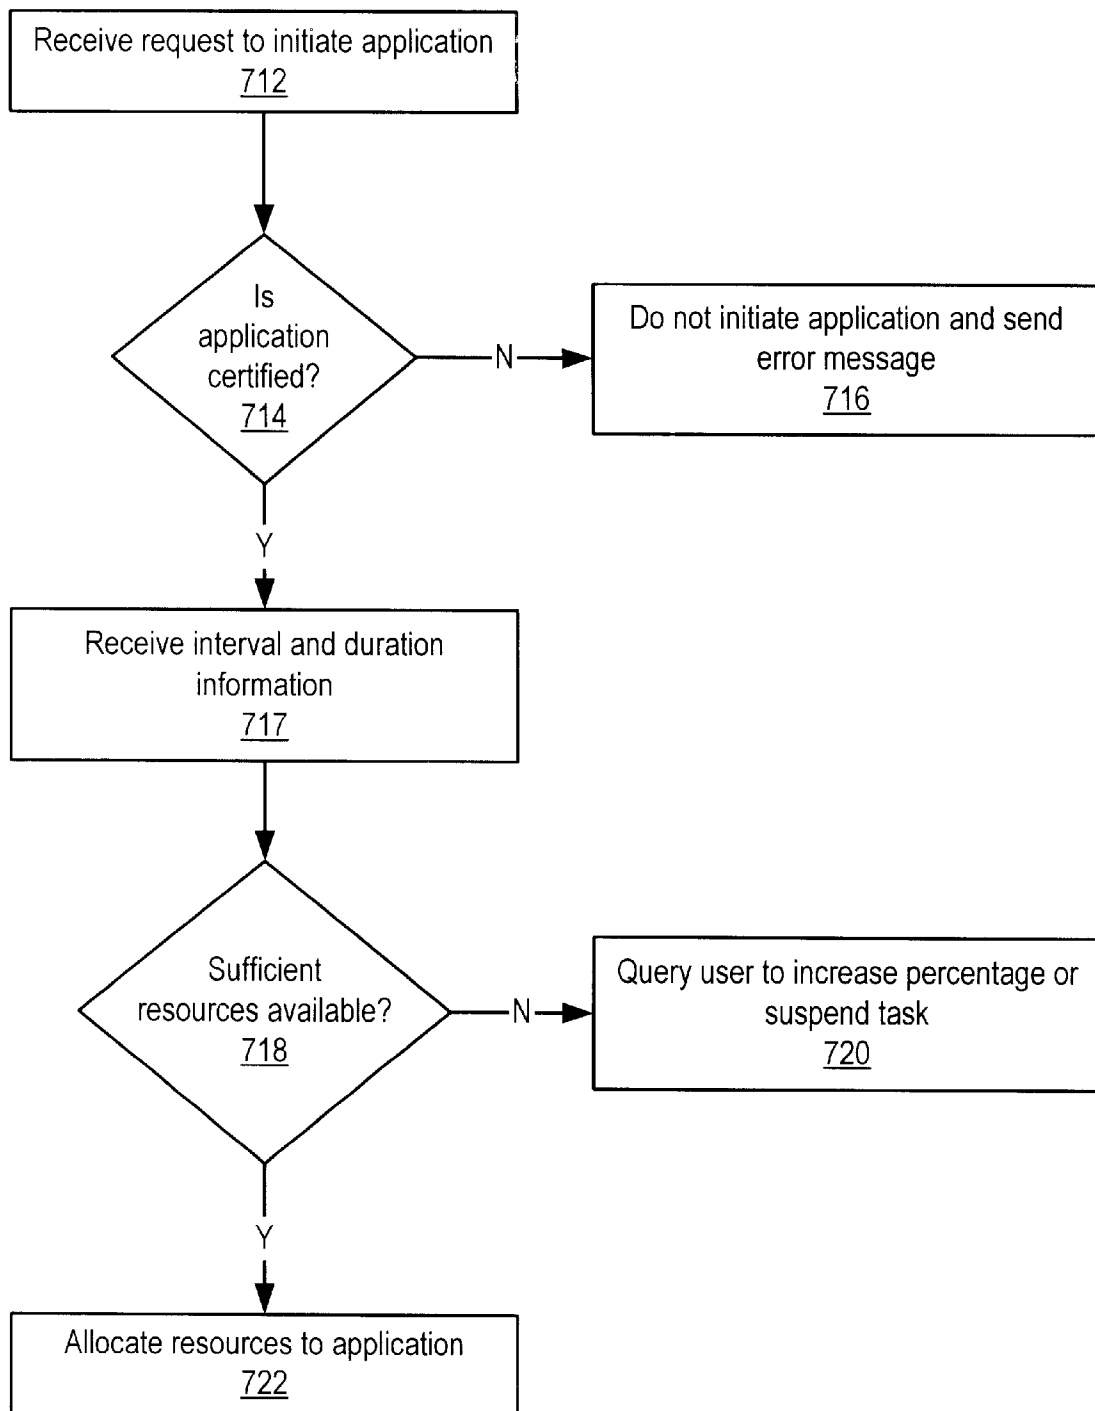 Receive request to initiate application
712
Is
application
certified?
714
N
Do not initiate application and send
error message
716
Y
Receive interval and duration
information
717
Sufficient
resources available?
718
N
Query user to increase percentage or
suspend task
720
Y
Allocate resources to application
722